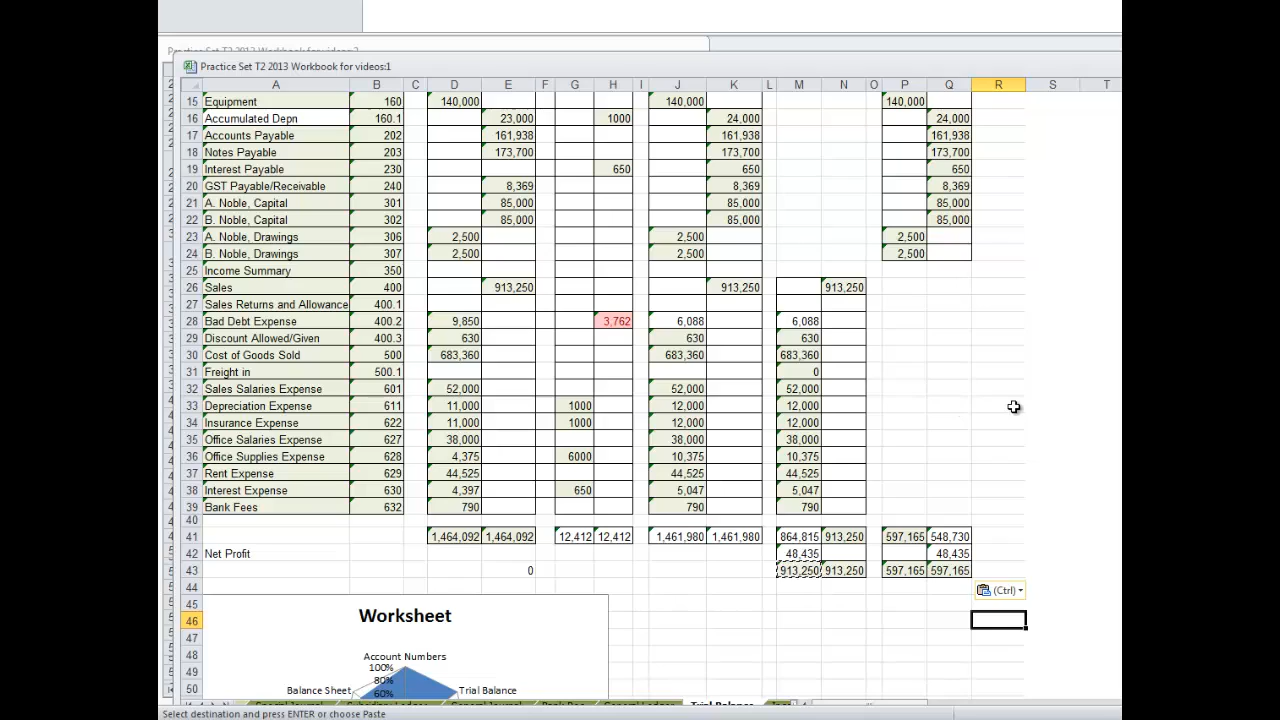 Practice Set T2 2013 Workbook for videos:2
Practice Set T2 2013 Workbook for videos:1
A B C D E F G H I J K L M N O P Q R S T
15 Equipment 160 140,000 140,000 140,000
16 Accumulated Depn 160.1 23,000 1000 24,000 24,000
17 Accounts Payable 202 161,938 161,938 161,938
18 Notes Payable 203 173,700 173,700 173,700
19 Interest Payable 230 650 650 650
20 GST Payable/Receivable 240 8,369 8,369 8,369
21 A. Noble, Capital 301 85,000 85,000 85,000
22 B. Noble, Capital 302 85,000 85,000 85,000
23 A. Noble, Drawings 306 2,500 2,500 2,500
24 B. Noble, Drawings 307 2,500 2,500 2,500
25 Income Summary 350
26 Sales 400 913,250 913,250 913,250
27 Sales Returns and Allowance 400.1
28 Bad Debt Expense 400.2 9,850 3,762 6,088 6,088
29 Discount Allowed/Given 400.3 630 630 630
30 Cost of Goods Sold 500 683,360 683,360 683,360
31 Freight in 500.1 0
32 Sales Salaries Expense 601 52,000 52,000 52,000
33 Depreciation Expense 611 11,000 1000 12,000 12,000
34 Insurance Expense 622 11,000 1000 12,000 12,000
35 Office Salaries Expense 627 38,000 38,000 38,000
36 Office Supplies Expense 628 4,375 6000 10,375 10,375
37 Rent Expense 629 44,525 44,525 44,525
38 Interest Expense 630 4,397 650 5,047 5,047
39 Bank Fees 632 790 790 790
40
41 1,464,092 1,464,092 12,412 12,412 1,461,980 1,461,980 864,815 913,250 597,165 548,730
42 Net Profit 48,435 48,435
43 0 913,250 913,250 597,165 597,165
44 (Ctrl)
45
46 Worksheet
47
48 Account Numbers
100%
49 80%
50 Balance Sheet 60% Trial Balance
General Journal
Trial Balance
Select destination and press ENTER or choose Paste